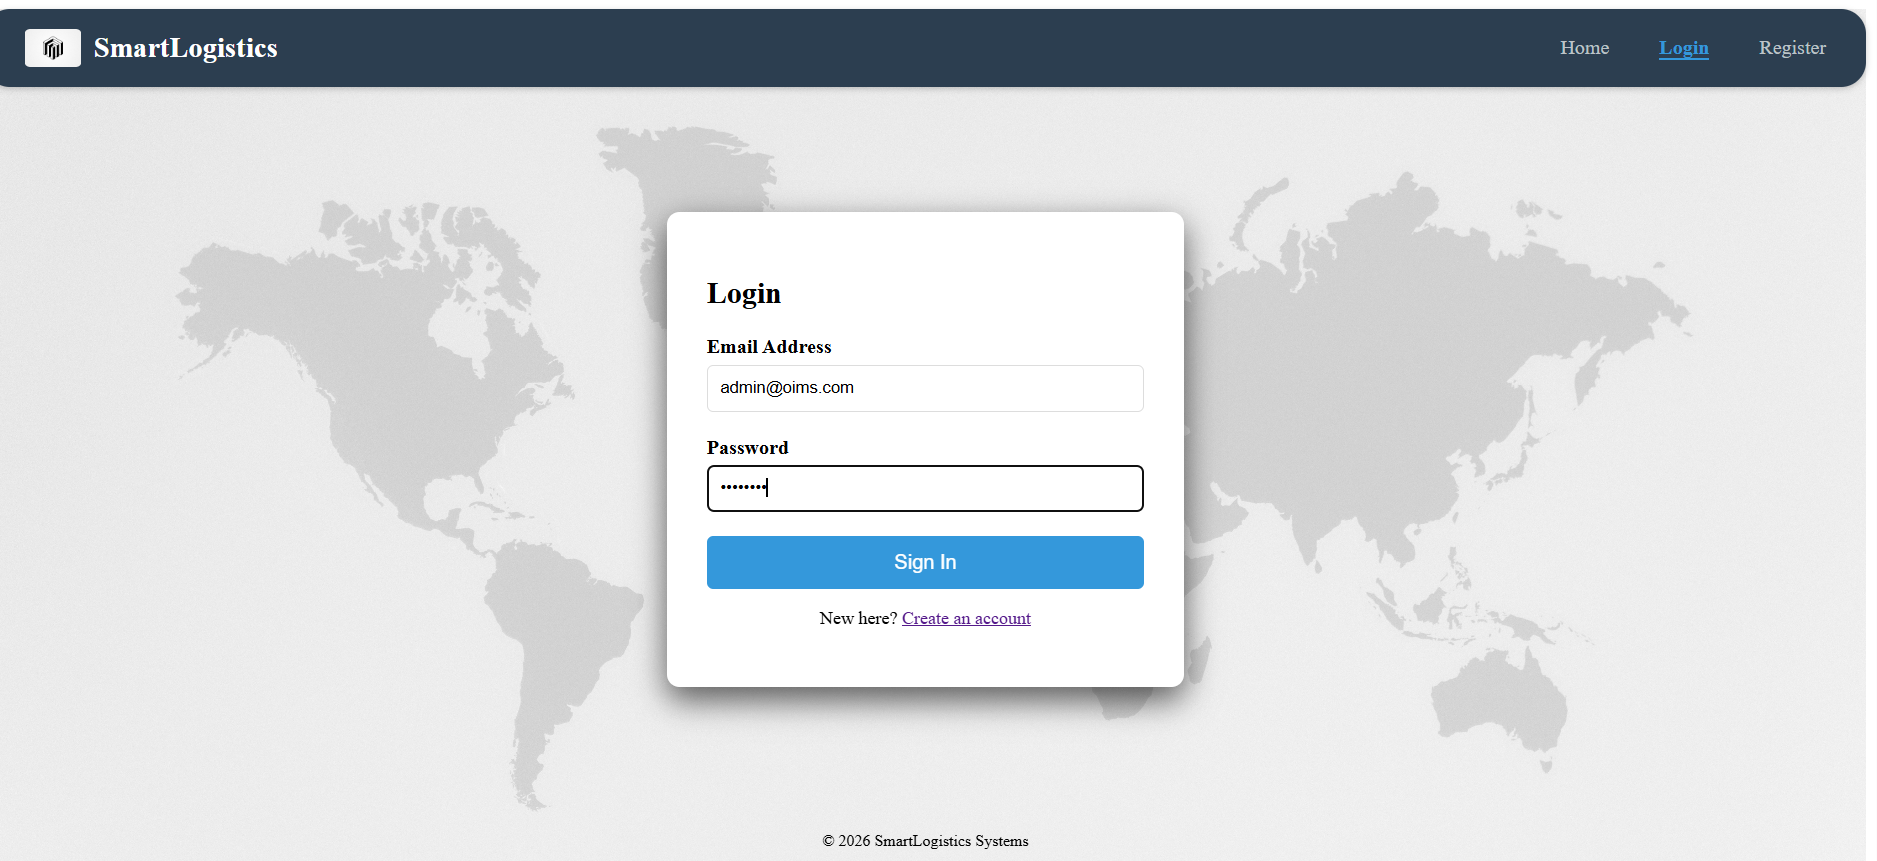 SmartLogistics
Home Login Register
Login
Email Address
admin@oims.com
Password
••••••••
Sign In
New here? Create an account
© 2026 SmartLogistics Systems